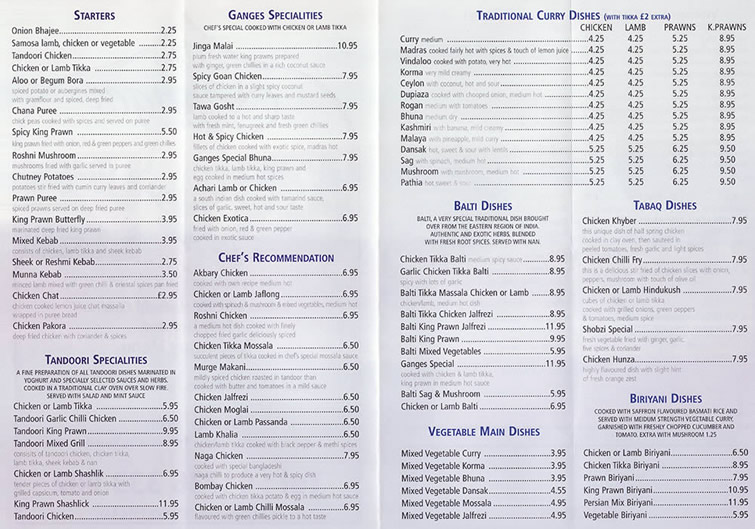 STARTERS
Onion Bhajee 2.25
Samosa lamb, chicken or vegetable 2.25
Tandoori Chicken 2.75
Chicken or Lamb Tikka 2.75
Aloo or Begum Bora 2.95
spiced potato or aubergines mixed
with gramflour and spiced, deep fried
Chana Puree 2.95
chick peas cooked with spices and served on puree
Spicy King Prawn 5.50
king prawn fried with onion, red & green peppers and green chillies
Roshni Mushroom 2.95
mushrooms fried with garlic served to puree
Chutney Potatoes 2.95
potatoes stir fried with cumin curry leaves and coriander
Prawn Puree 2.95
spiced prawns served on deep fried puree
King Prawn Butterfly 3.95
marinated deep fried king prawn
Mixed Kebab 3.95
consists of chicken, lamb tikka and sheek kebab
Sheek or Reshmi Kebab 2.75
Munna Kebab 3.50
minced lamb mixed with green chilli & oriental spices pan fried
Chicken Chat £2.95
chicken cooked lemon juice chat massala
wrapped in puree bread
Chicken Pakora 2.95
deep fried chicken with coriander & spices
TANDOORI SPECIALITIES
A FINE PREPARATION OF ALL TANDOORI DISHES MARINATED IN
YOGHURT AND SPECIALLY SELECTED SAUCES AND HERBS.
COOKED IN A TRADITIONAL CLAY OVEN OVER SLOW FIRE.
SERVED WITH SALAD AND MINT SAUCE
Chicken or Lamb Tikka 5.95
Tandoori Garlic Chilli Chicken 6.50
Tandoori King Prawn 9.95
Tandoori Mixed Grill 8.95
consists of tandoori chicken, chicken tikka,
lamb tikka, sheek kebab & nan
Chicken or Lamb Shashlik 6.95
tender pieces of chicken or lamb tikka with
grilled capsicum, tomato and onion
King Prawn Shashlick 11.95
Tandoori Chicken 5.95
GANGES SPECIALITIES
CHEF'S SPECIAL COOKED WITH CHICKEN OR LAMB TIKKA
Jinga Malai 10.95
plum fresh water king prawns prepared
with ginger, green chillies in a rich coconut sauce
Spicy Goan Chicken 7.95
slices of chicken in a slight spicy coconut
sauce tampered with curry leaves and mustard seeds
Tawa Gosht 7.95
lamb cooked to a hot and sharp taste
with fresh mint, fenugreek and fresh green chillies
Hot & Spicy Chicken 7.95
fillets of chicken cooked with exotic spice, madras hot
Ganges Special Bhuna 7.95
chicken tikka, lamb tikka, king prawn and
egg cooked in medium hot spices
Achari Lamb or Chicken 6.95
a south indian dish cooked with tamarind sauce,
slices of garlic, sweet, hot and sour taste
Chicken Exotica 6.95
fried with onion, red & green pepper
cooked in exotic sauce
CHEF'S RECOMMENDATION
Akbary Chicken 6.95
cooked with own recipe medium hot
Chicken or Lamb Jaflong 6.95
cooked with spinach & mushroom & mixed vegetables, medium hot
Roshni Chicken 6.95
a medium hot dish cooked with finely
chopped fried garlic deliciously spiced
Chicken Tikka Mossala 6.50
succulent pieces of tikka cooked in chef's special mossala sauce
Murge Makani 6.50
mildly spiced chicken roasted in tandoor than
cooked with butter and tomatoes in a mild sauce
Chicken Jalfrezi 6.50
Chicken Moglai 6.50
Chicken or Lamb Passanda 6.50
Lamb Khalia 6.50
chicken/lamb tikka cooked with black pepper & methi spices
Naga Chicken 7.95
cooked with special bangladeshi
naga chilli to produce a very hot & spicy dish
Bombay Chicken 6.50
cooked with chicken tikka potato & egg in medium hot sauce
Chicken or Lamb Chilli Mossala 6.95
flavoured with green chillies pickle to a hot taste
TRADITIONAL CURRY DISHES (WITH TIKKA £2 EXTRA)
CHICKEN LAMB PRAWNS K.PRAWNS
Curry medium 4.25 4.25 5.25 8.95
Madras cooked fairly hot with spices & touch of lemon juice 4.25 4.25 5.25 8.95
Vindaloo cooked with potato, very hot 4.25 4.25 5.25 8.95
Korma very mild creamy 4.25 4.25 5.25 8.95
Ceylon with coconut, hot and sour 4.25 4.25 5.25 8.95
Dupiaza cooked with chopped onion, medium hot 4.25 4.25 5.25 8.95
Rogan medium with tomatoes 4.25 4.25 5.25 8.95
Bhuna medium dry 4.25 4.25 5.25 8.95
Kashmiri with banana, mild creamy 4.25 4.25 5.25 8.95
Malaya with pineapple, mild curry 4.25 4.25 5.25 8.95
Dansak hot, sweet & sour with lentils 5.25 5.25 6.25 9.50
Sag with spinach, medium hot 5.25 5.25 6.25 9.50
Mushroom with mushroom, medium hot 5.25 5.25 6.25 9.50
Pathia hot sweet & sour 5.25 5.25 6.25 9.50
BALTI DISHES
BALTI, A VERY SPECIAL TRADITIONAL DISH BROUGHT
OVER FROM THE EASTERN REGION OF INDIA.
AUTHENTIC AND EXOTIC HERBS. BLENDED
WITH FRESH ROOT SPICES. SERVED WITH NAN.
Chicken Tikka Balti medium spicy sauce 8.95
Garlic Chicken Tikka Balti 8.95
spicy with lots of garlic
Balti Tikka Massala Chicken or Lamb 8.95
chicken/lamb, medium hot dish
Balti Tikka Chicken Jalfrezi 8.95
Balti King Prawn Jalfrezi 11.95
Balti King Prawn 9.95
Balti Mixed Vegetables 5.95
Ganges Special 11.95
cooked with chicken & lamb tikka,
king prawn in medium hot sauce
Balti Sag & Mushroom 5.95
Chicken or Lamb Balti 6.95
VEGETABLE MAIN DISHES
Mixed Vegetable Curry 3.95
Mixed Vegetable Korma 3.95
Mixed Vegetable Bhuna 3.95
Mixed Vegetable Dansak 4.55
Mixed Vegetable Mossala 4.95
Mixed Vegetable Jalfrezi 4.95
TABAQ DISHES
Chicken Khyber 7.95
this unique dish of half spring chicken
cooked in clay oven, then sauteed in
peeled tomatoes, fresh garlic and light spices
Chicken Chilli Fry 7.95
this is a delicious stir fried of chicken slices with onion,
peppers, mushroom with touch of olive oil
Chicken or Lamb Hindukush 7.95
cubes of chicken or lamb tikka
cooked with grilled onions, green peppers
& tomatoes, medium spice
Shobzi Special 7.95
fresh vegetable fried with ginger, garlic,
five spices & coriander
Chicken Hunza 7.95
highly flavoured dish with slight hint
of fresh orange zest
BIRIYANI DISHES
COOKED WITH SAFFRON FLAVOURED BASMATI RICE AND
SERVED WITH MEIDUM STRENGTH VEGETABLE CURRY.
GARNISHED WITH FRESHLY CHOPPED CUCUMBER AND
TOMATO. EXTRA WITH MUSHROOM 1.25
Chicken or Lamb Biriyani 6.50
Chicken Tikka Biriyani 8.95
Prawn Biriyani 7.95
King Prawn Biriyani 10.95
Persian Mix Biriyani 11.95
Vegetable Biriyani 5.95